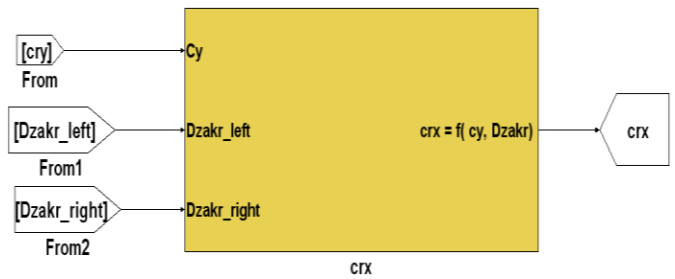 [cry]
From
Cy
[Dzakr_left]
From1
Dzakr_left
crx = f( cy, Dzakr)
crx
[Dzakr_right]
From2
Dzakr_right
crx